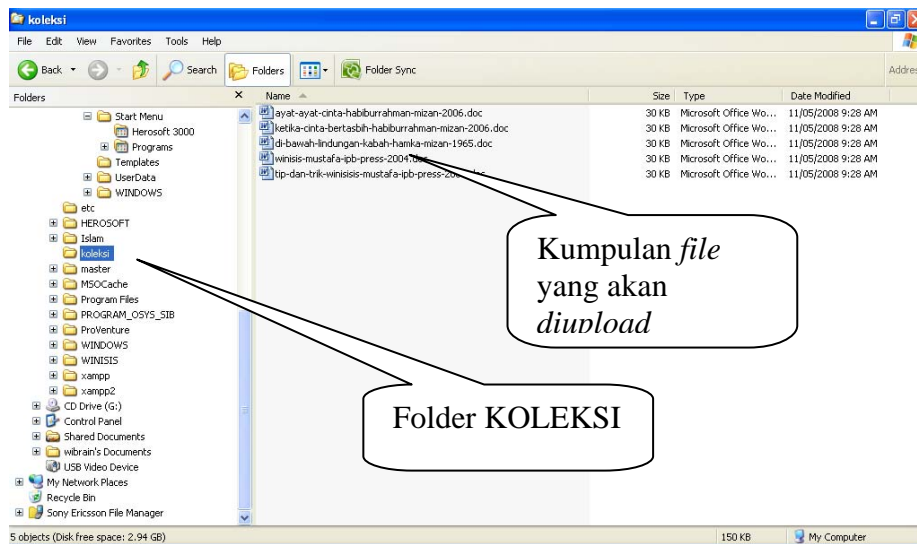 koleksi
File Edit View Favorites Tools Help
Back Search Folders Folder Sync
Addres
Folders Name Size Type Date Modified
Start Menu
Herosoft 3000
Programs
Templates
UserData
WINDOWS
etc
HEROSOFT
Islam
koleksi
master
MSOCache
Program Files
PROGRAM_OSYS_SIB
ProVenture
WINDOWS
WINISIS
xampp
xampp2
CD Drive (G:)
Control Panel
Shared Documents
wibrain's Documents
USB Video Device
My Network Places
Recycle Bin
Sony Ericsson File Manager
ayat-ayat-cinta-habiburrahman-mizan-2006.doc 30 KB Microsoft Office Wo... 11/05/2008 9:28 AM
ketika-cinta-bertasbih-habiburrahman-mizan-2006.doc 30 KB Microsoft Office Wo... 11/05/2008 9:28 AM
di-bawah-lindungan-kabah-hamka-mizan-1965.doc 30 KB Microsoft Office Wo... 11/05/2008 9:28 AM
winisis-mustafa-ipb-press-2004.doc 30 KB Microsoft Office Wo... 11/05/2008 9:28 AM
30 KB Microsoft Office Wo... 11/05/2008 9:28 AM
Kumpulan file
yang akan
diupload
Folder KOLEKSI
5 objects (Disk free space: 2.94 GB) 150 KB My Computer